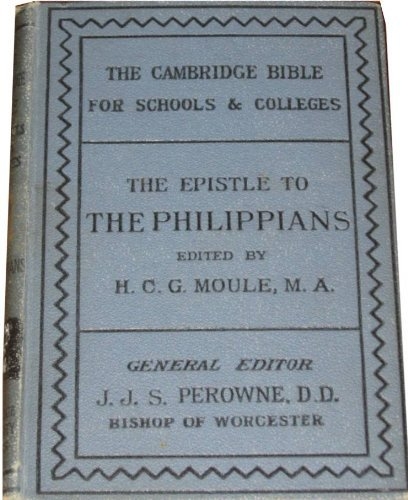 THE CAMBRIDGE BIBLE
FOR SCHOOLS & COLLEGES
THE EPISTLE TO
THE PHILIPPIANS
EDITED BY
H. C. G. MOULE, M. A.
GENERAL EDITOR
J. J. S. PEROWNE, D.D.
BISHOP OF WORCESTER